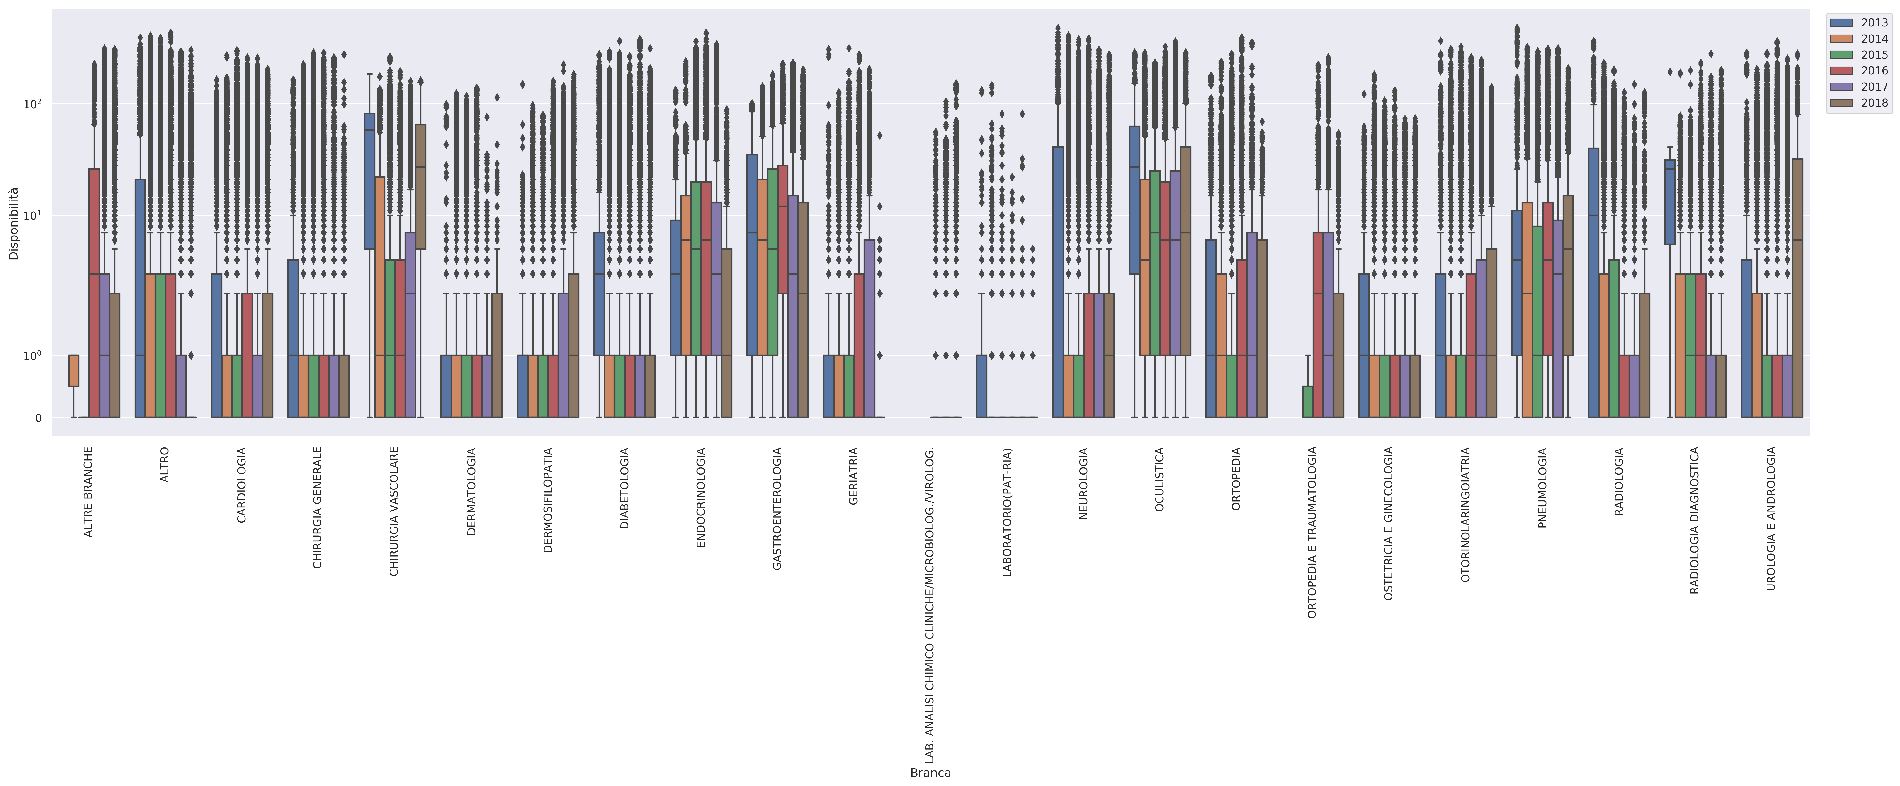 2013
2014
2015
2016
2017
2018
Disponibilità
10²
10¹
10⁰
0
ALTRE BRANCHE
ALTRO
CARDIOLOGIA
CHIRURGIA GENERALE
CHIRURGIA VASCOLARE
DERMATOLOGIA
DERMOSIFILOPATIA
DIABETOLOGIA
ENDOCRINOLOGIA
GASTROENTEROLOGIA
GERIATRIA
LAB. ANALISI CHIMICO CLINICHE/MICROBIOLOG./VIROLOG.
LABORATORIO(PAT-RIA)
NEUROLOGIA
OCULISTICA
ORTOPEDIA
ORTOPEDIA E TRAUMATOLOGIA
OSTETRICIA E GINECOLOGIA
OTORINOLARINGOIATRIA
PNEUMOLOGIA
RADIOLOGIA
RADIOLOGIA DIAGNOSTICA
UROLOGIA E ANDROLOGIA
Branca